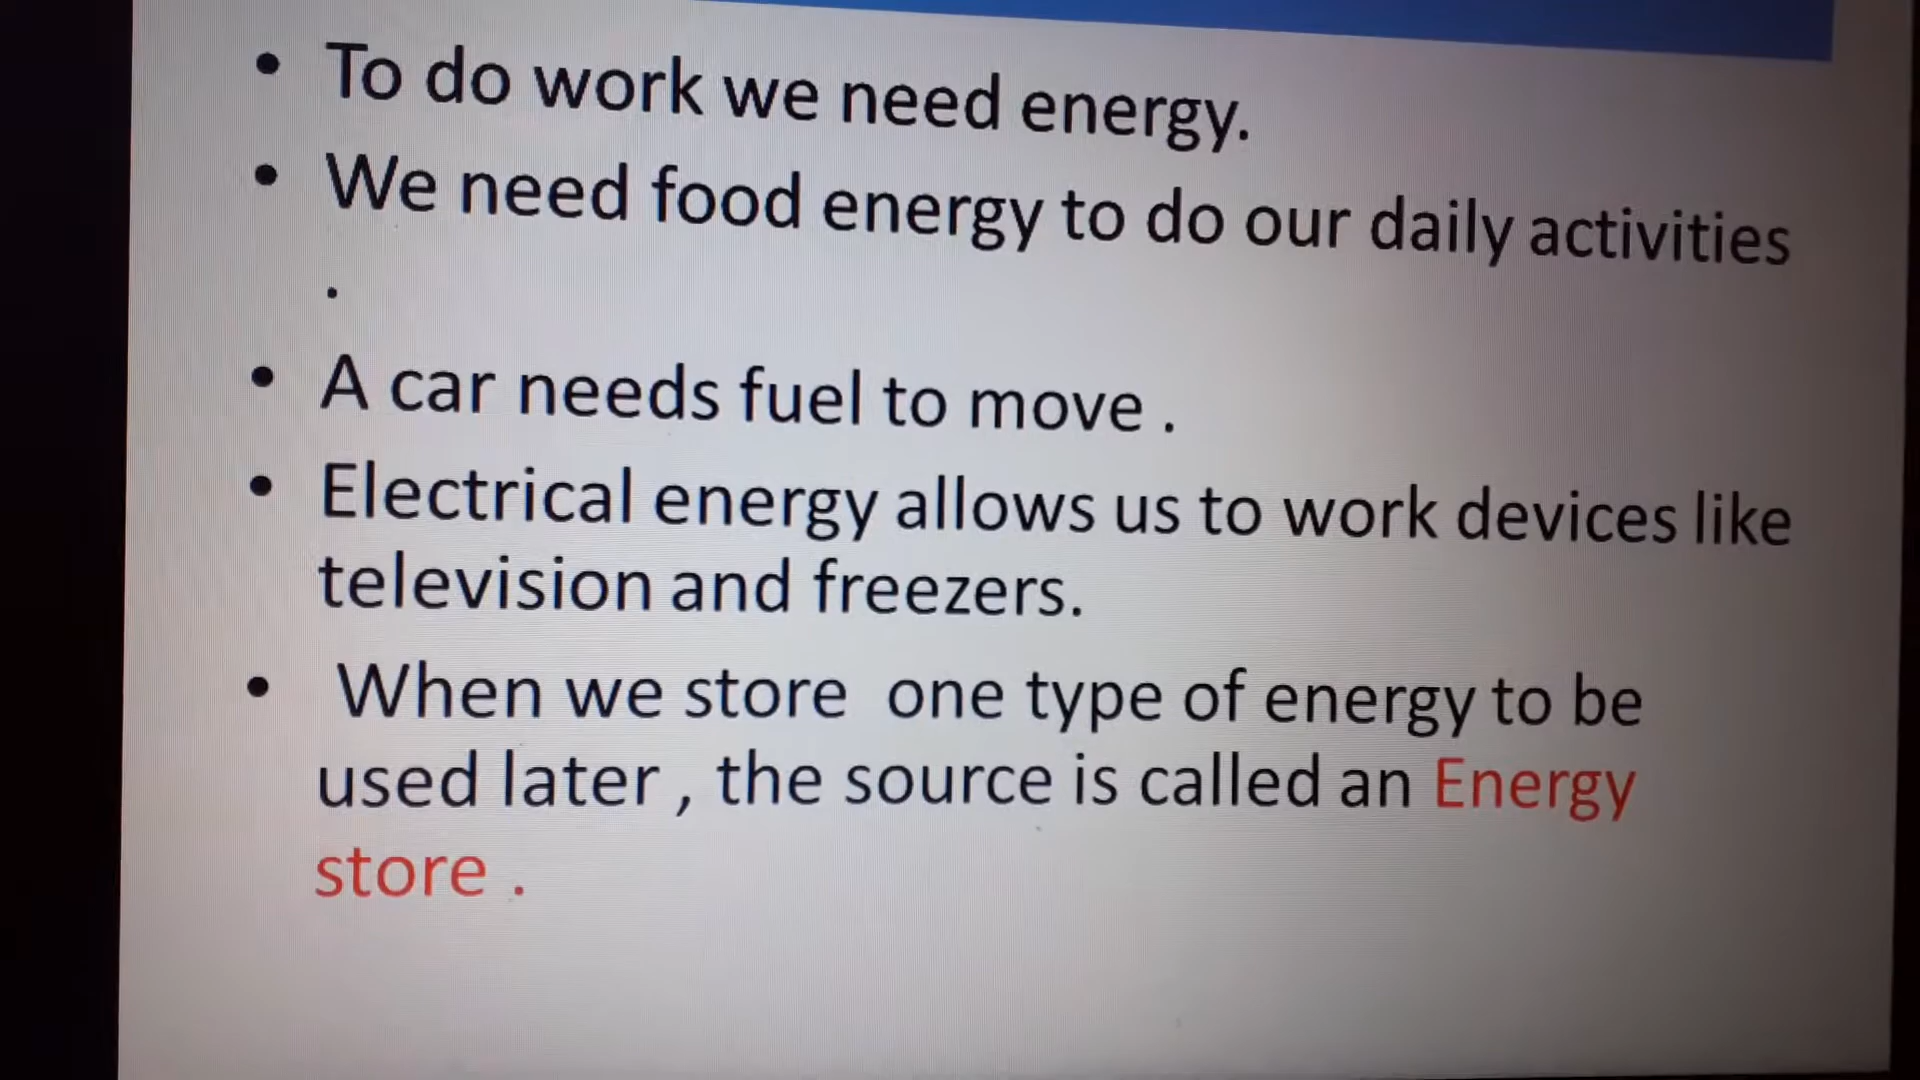 • To do work we need energy.
• We need food energy to do our daily activities
.
• A car needs fuel to move .
• Electrical energy allows us to work devices like
television and freezers.
• When we store  one type of energy to be
used later , the source is called an Energy
store .